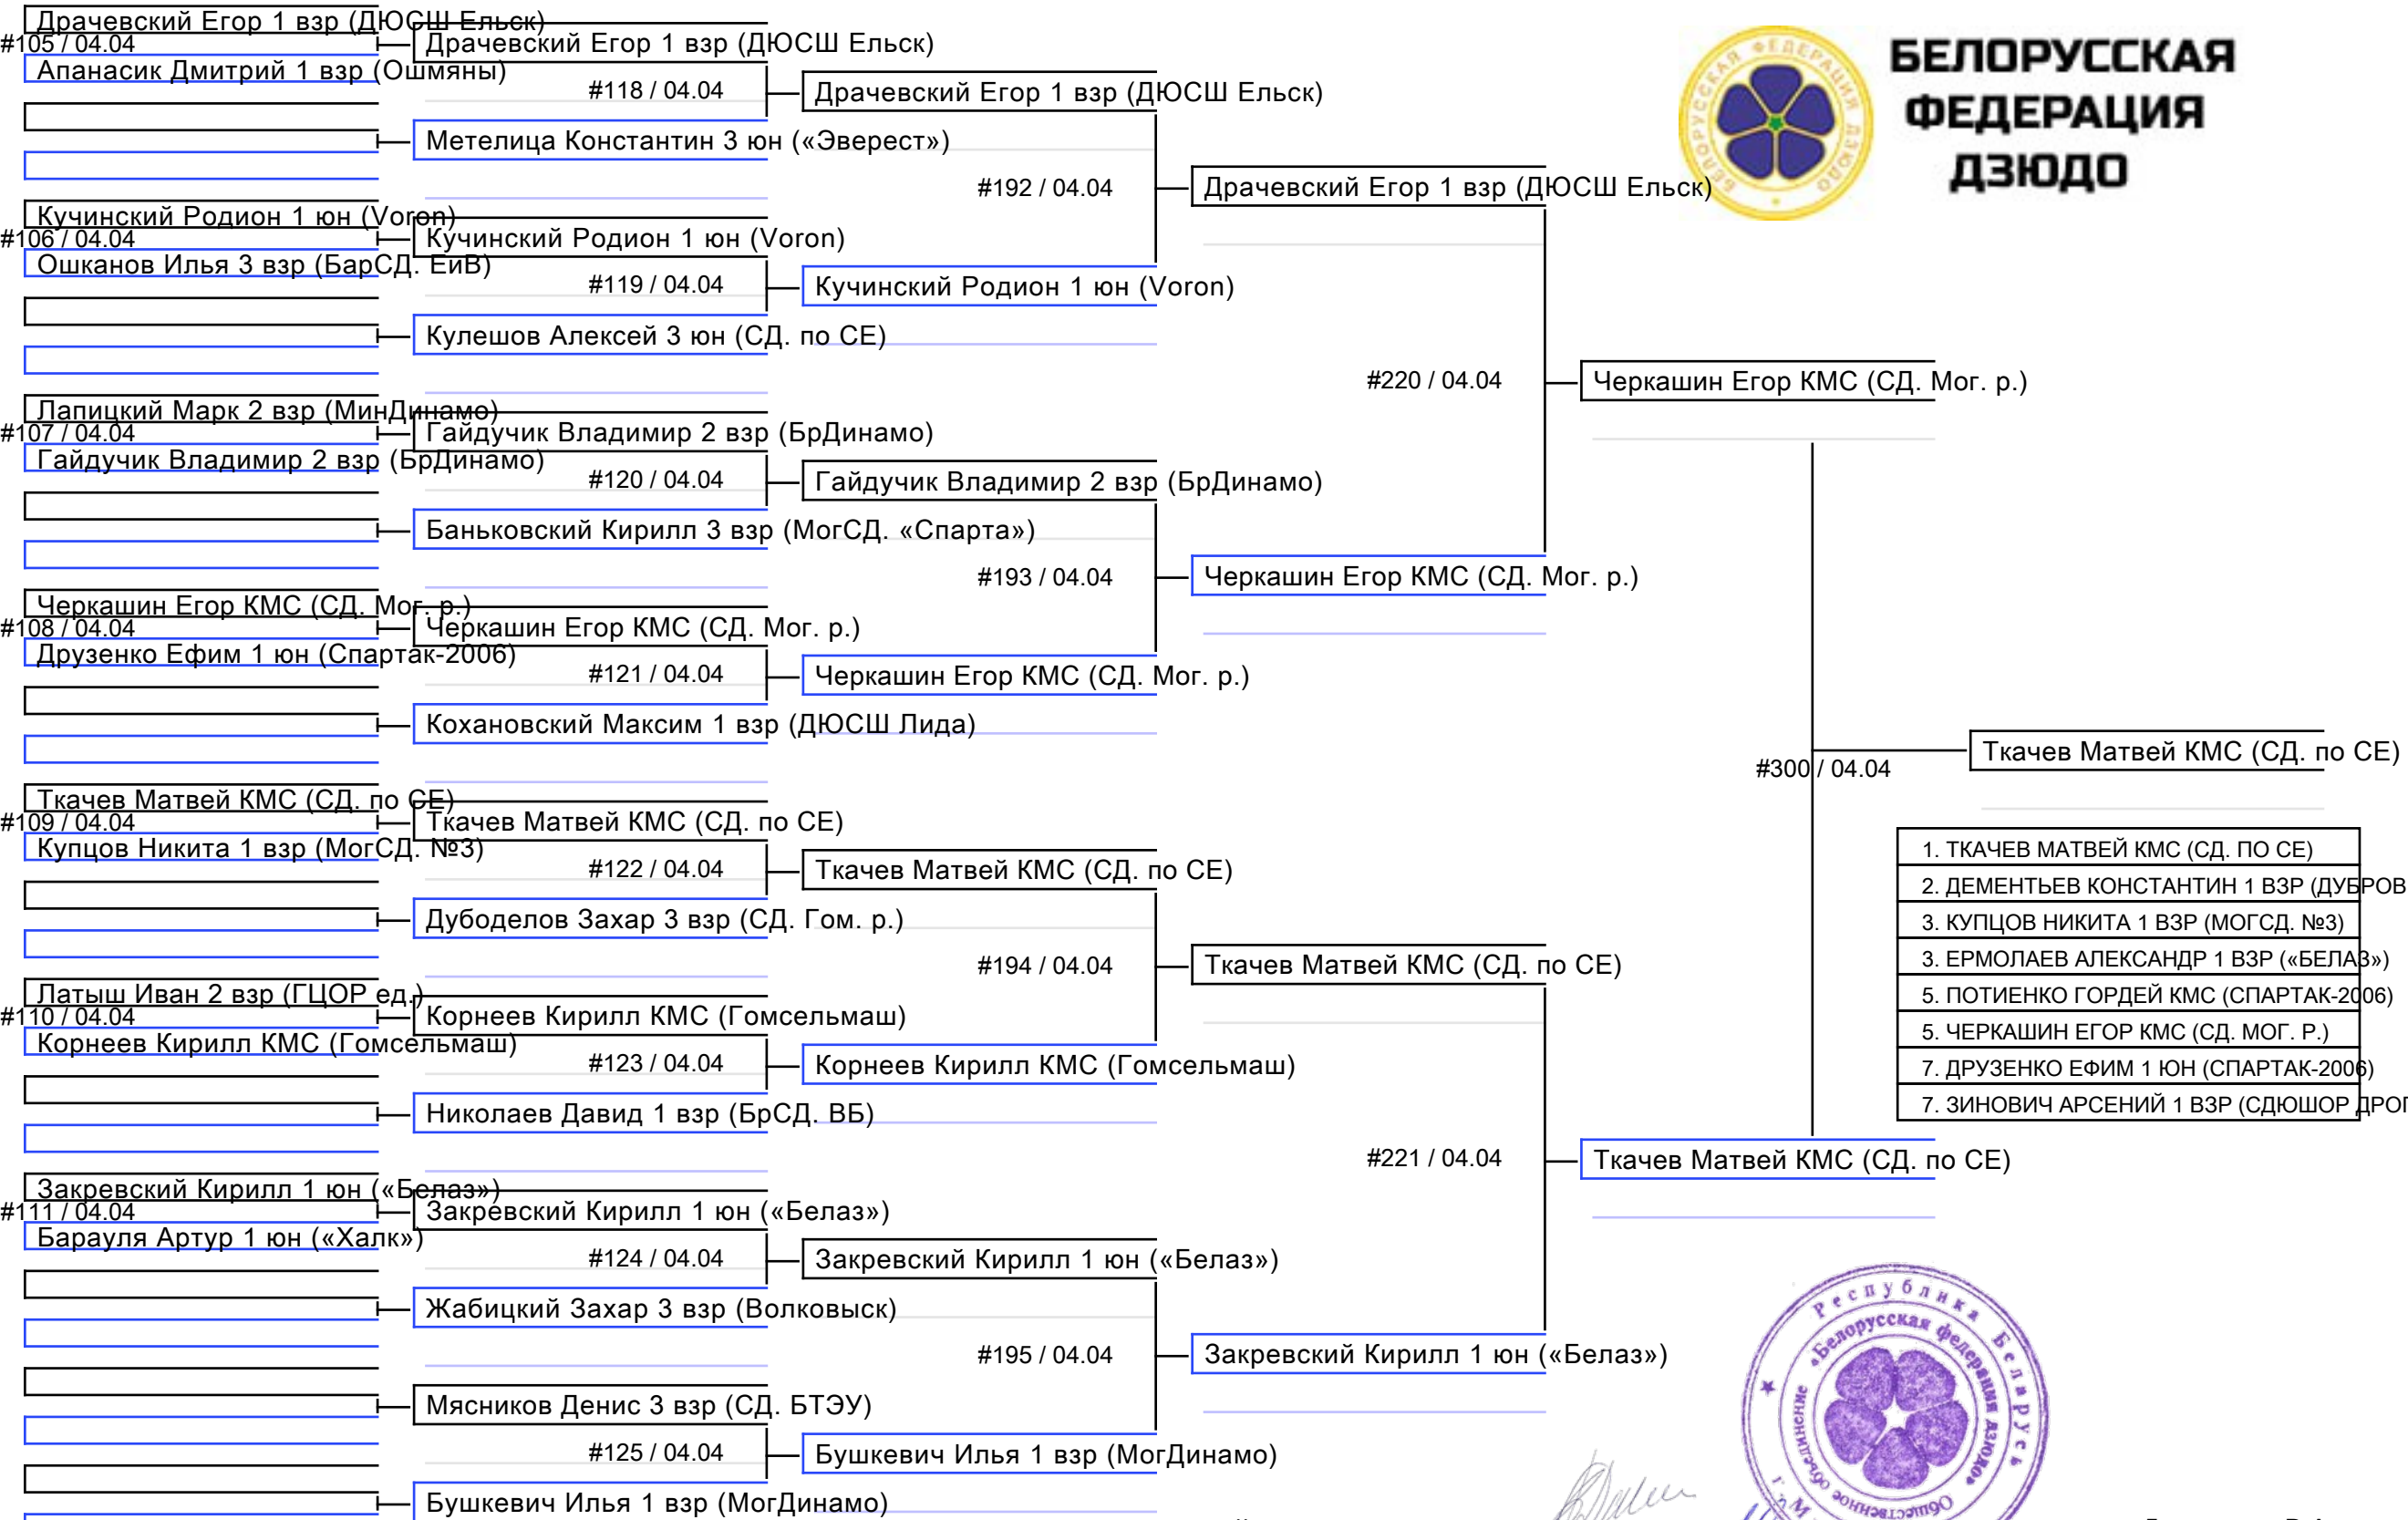 БЕЛОРУССКАЯ
ФЕДЕРАЦИЯ
ДЗЮДО
БЕЛОРУССКАЯ ФЕДЕРАЦИЯ ДЗЮДО
Драчевский Егор 1 взр (ДЮСШ Ельск)
#105 / 04.04
Апанасик Дмитрий 1 взр (Ошмяны)
Кучинский Родион 1 юн (Voron)
#106 / 04.04
Ошканов Илья 3 взр (БарСД. ЕиВ)
Лапицкий Марк 2 взр (МинДинамо)
#107 / 04.04
Гайдучик Владимир 2 взр (БрДинамо)
Черкашин Егор КМС (СД. Мог. р.)
#108 / 04.04
Друзенко Ефим 1 юн (Спартак-2006)
Ткачев Матвей КМС (СД. по СЕ)
#109 / 04.04
Купцов Никита 1 взр (МогСД. №3)
Латыш Иван 2 взр (ГЦОР ед.)
#110 / 04.04
Корнеев Кирилл КМС (Гомсельмаш)
Закревский Кирилл 1 юн («Белаз»)
#111 / 04.04
Барауля Артур 1 юн («Халк»)
Драчевский Егор 1 взр (ДЮСШ Ельск)
#118 / 04.04
Метелица Константин 3 юн («Эверест»)
Кучинский Родион 1 юн (Voron)
#119 / 04.04
Кулешов Алексей 3 юн (СД. по СЕ)
Гайдучик Владимир 2 взр (БрДинамо)
#120 / 04.04
Баньковский Кирилл 3 взр (МогСД. «Спарта»)
Черкашин Егор КМС (СД. Мог. р.)
#121 / 04.04
Кохановский Максим 1 взр (ДЮСШ Лида)
Ткачев Матвей КМС (СД. по СЕ)
#122 / 04.04
Дубоделов Захар 3 взр (СД. Гом. р.)
Корнеев Кирилл КМС (Гомсельмаш)
#123 / 04.04
Николаев Давид 1 взр (БрСД. ВБ)
Закревский Кирилл 1 юн («Белаз»)
#124 / 04.04
Жабицкий Захар 3 взр (Волковыск)
Мясников Денис 3 взр (СД. БТЭУ)
#125 / 04.04
Бушкевич Илья 1 взр (МогДинамо)
Драчевский Егор 1 взр (ДЮСШ Ельск)
#192 / 04.04
Кучинский Родион 1 юн (Voron)
Гайдучик Владимир 2 взр (БрДинамо)
#193 / 04.04
Черкашин Егор КМС (СД. Мог. р.)
Ткачев Матвей КМС (СД. по СЕ)
#194 / 04.04
Корнеев Кирилл КМС (Гомсельмаш)
Закревский Кирилл 1 юн («Белаз»)
#195 / 04.04
Бушкевич Илья 1 взр (МогДинамо)
Драчевский Егор 1 взр (ДЮСШ Ельск)
#220 / 04.04
Черкашин Егор КМС (СД. Мог. р.)
Ткачев Матвей КМС (СД. по СЕ)
#221 / 04.04
Закревский Кирилл 1 юн («Белаз»)
Черкашин Егор КМС (СД. Мог. р.)
#300 / 04.04
Ткачев Матвей КМС (СД. по СЕ)
Ткачев Матвей КМС (СД. по СЕ)
1. ТКАЧЕВ МАТВЕЙ КМС (СД. ПО СЕ)
2. ДЕМЕНТЬЕВ КОНСТАНТИН 1 ВЗР (ДУБРОВ
3. КУПЦОВ НИКИТА 1 ВЗР (МОГСД. №3)
3. ЕРМОЛАЕВ АЛЕКСАНДР 1 ВЗР («БЕЛАЗ»)
5. ПОТИЕНКО ГОРДЕЙ КМС (СПАРТАК-2006)
5. ЧЕРКАШИН ЕГОР КМС (СД. МОГ. Р.)
7. ДРУЗЕНКО ЕФИМ 1 ЮН (СПАРТАК-2006)
7. ЗИНОВИЧ АРСЕНИЙ 1 ВЗР (СДЮШОР
Республика Беларусь
«Белорусская федерация дзюдо»
Общественное объединение